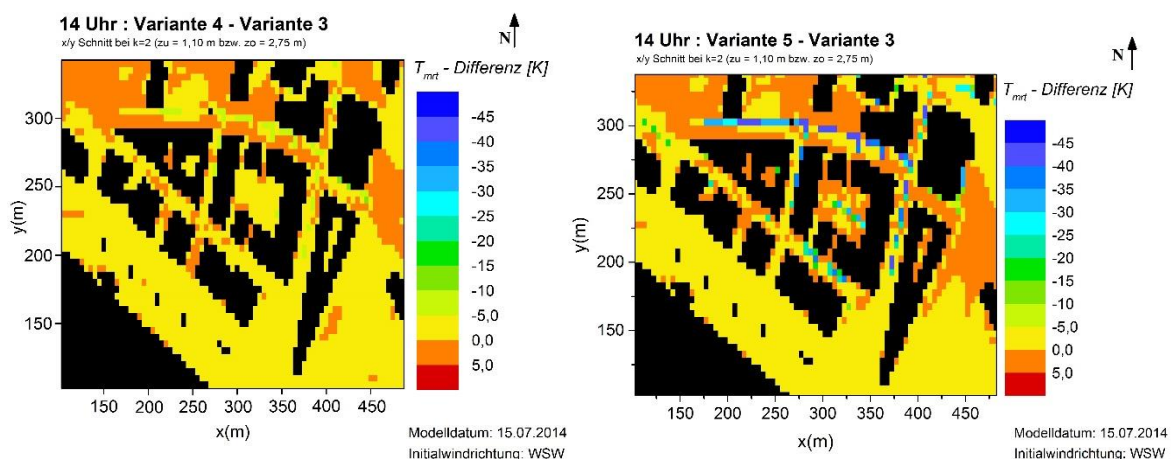 14 Uhr : Variante 4 - Variante 3
x/y Schnitt bei k=2 (zu = 1,10 m bzw. zo = 2,75 m)
N
Tmrt - Differenz [K]
-45
-40
-35
-30
-25
-20
-15
-10
-5,0
0,0
5,0
y(m)
300
250
200
150
150 200 250 300 350 400 450
x(m)
Modelldatum: 15.07.2014
Initialwindrichtung: WSW
14 Uhr : Variante 5 - Variante 3
x/y Schnitt bei k=2 (zu = 1,10 m bzw. zo = 2,75 m)
N
Tmrt - Differenz [K]
-45
-40
-35
-30
-25
-20
-15
-10
-5,0
0,0
5,0
y(m)
300
250
200
150
150 200 250 300 350 400 450
x(m)
Modelldatum: 15.07.2014
Initialwindrichtung: WSW